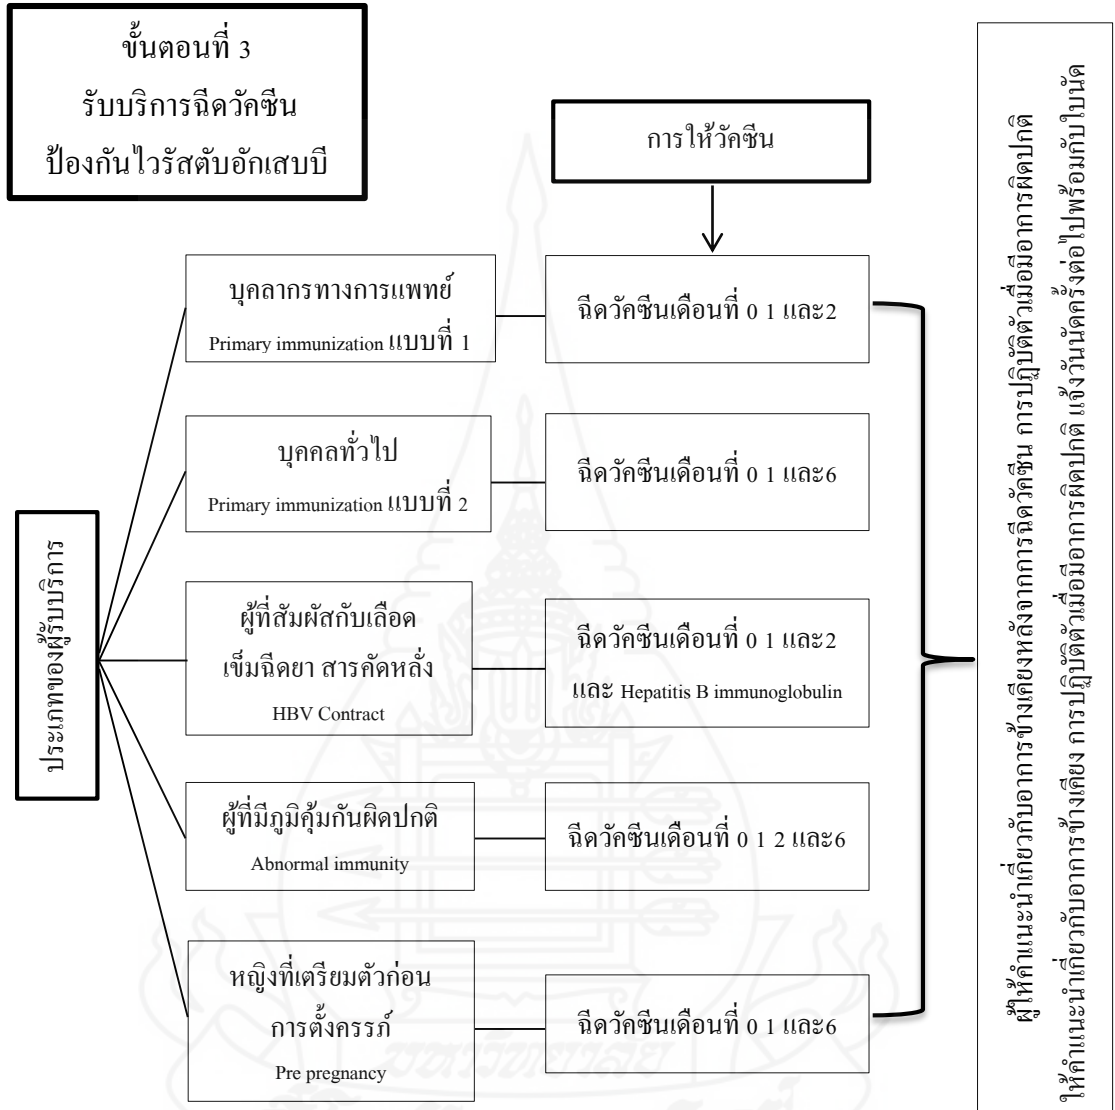 ขั้นตอนที่ 3
รับบริการฉีดวัคซีน
ป้องกันไวรัสตับอักเสบบี
การให้วัคซีน
ประเภทของผู้รับบริการ
บุคลากรทางการแพทย์
Primary immunization แบบที่ 1
ฉีดวัคซีนเดือนที่ 0 1 และ2
บุคคลทั่วไป
Primary immunization แบบที่ 2
ฉีดวัคซีนเดือนที่ 0 1 และ6
ผู้ที่สัมผัสกับเลือด
เข็มฉีดยา สารคัดหลั่ง
HBV Contract
ฉีดวัคซีนเดือนที่ 0 1 และ2
และ Hepatitis B immunoglobulin
ผู้ที่มีภูมิคุ้มกันผิดปกติ
Abnormal immunity
ฉีดวัคซีนเดือนที่ 0 1 2 และ6
หญิงที่เตรียมตัวก่อน
การตั้งครรภ์
Pre pregnancy
ฉีดวัคซีนเดือนที่ 0 1 และ6
ผู้ให้คำแนะนำเกี่ยวกับอาการข้างเคียงหลังจากการฉีดวัคซีน การปฏิบัติตัวเมื่อมีอาการผิดปกติ
ให้คำแนะนำเกี่ยวกับอาการข้างเคียง การปฏิบัติตัวเมื่อมีอาการผิดปกติ แจ้งวันนัดครั้งต่อไปพร้อมกับใบนัด